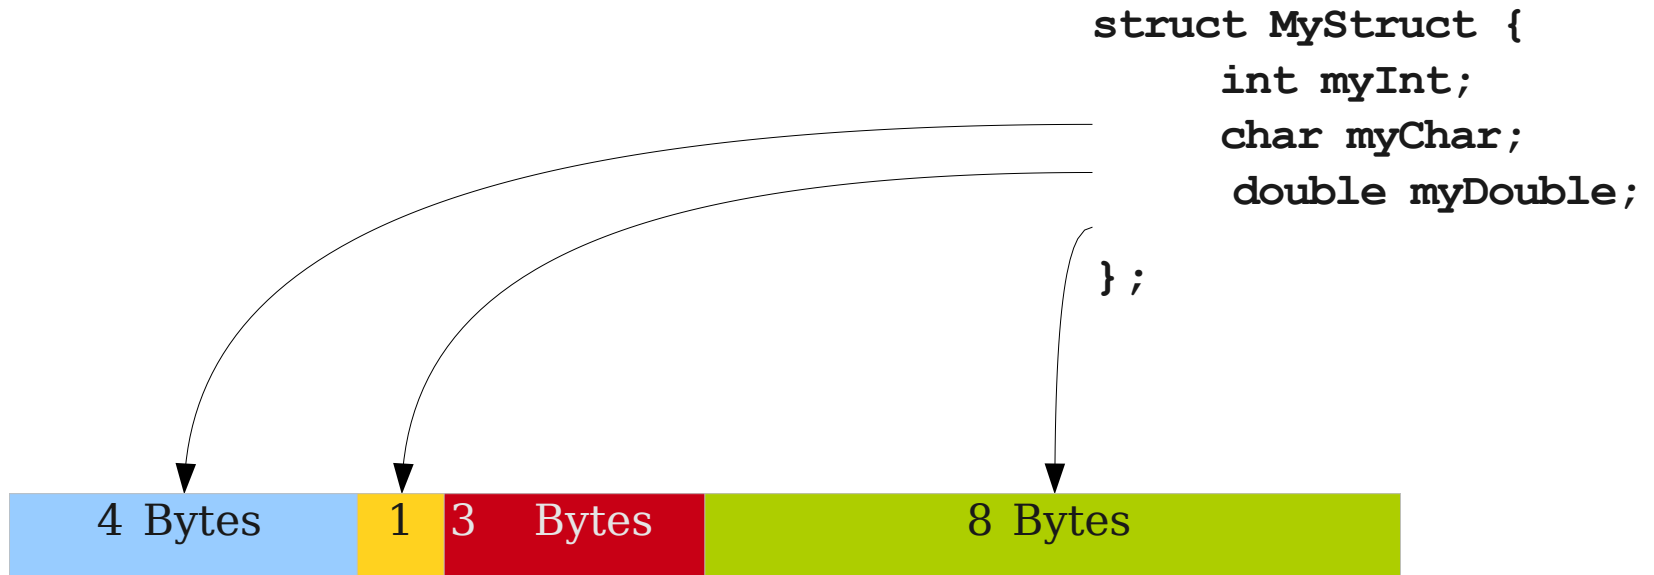 struct MyStruct {
int myInt;
char myChar;
double myDouble;
};
4 Bytes 1 3 Bytes 8 Bytes